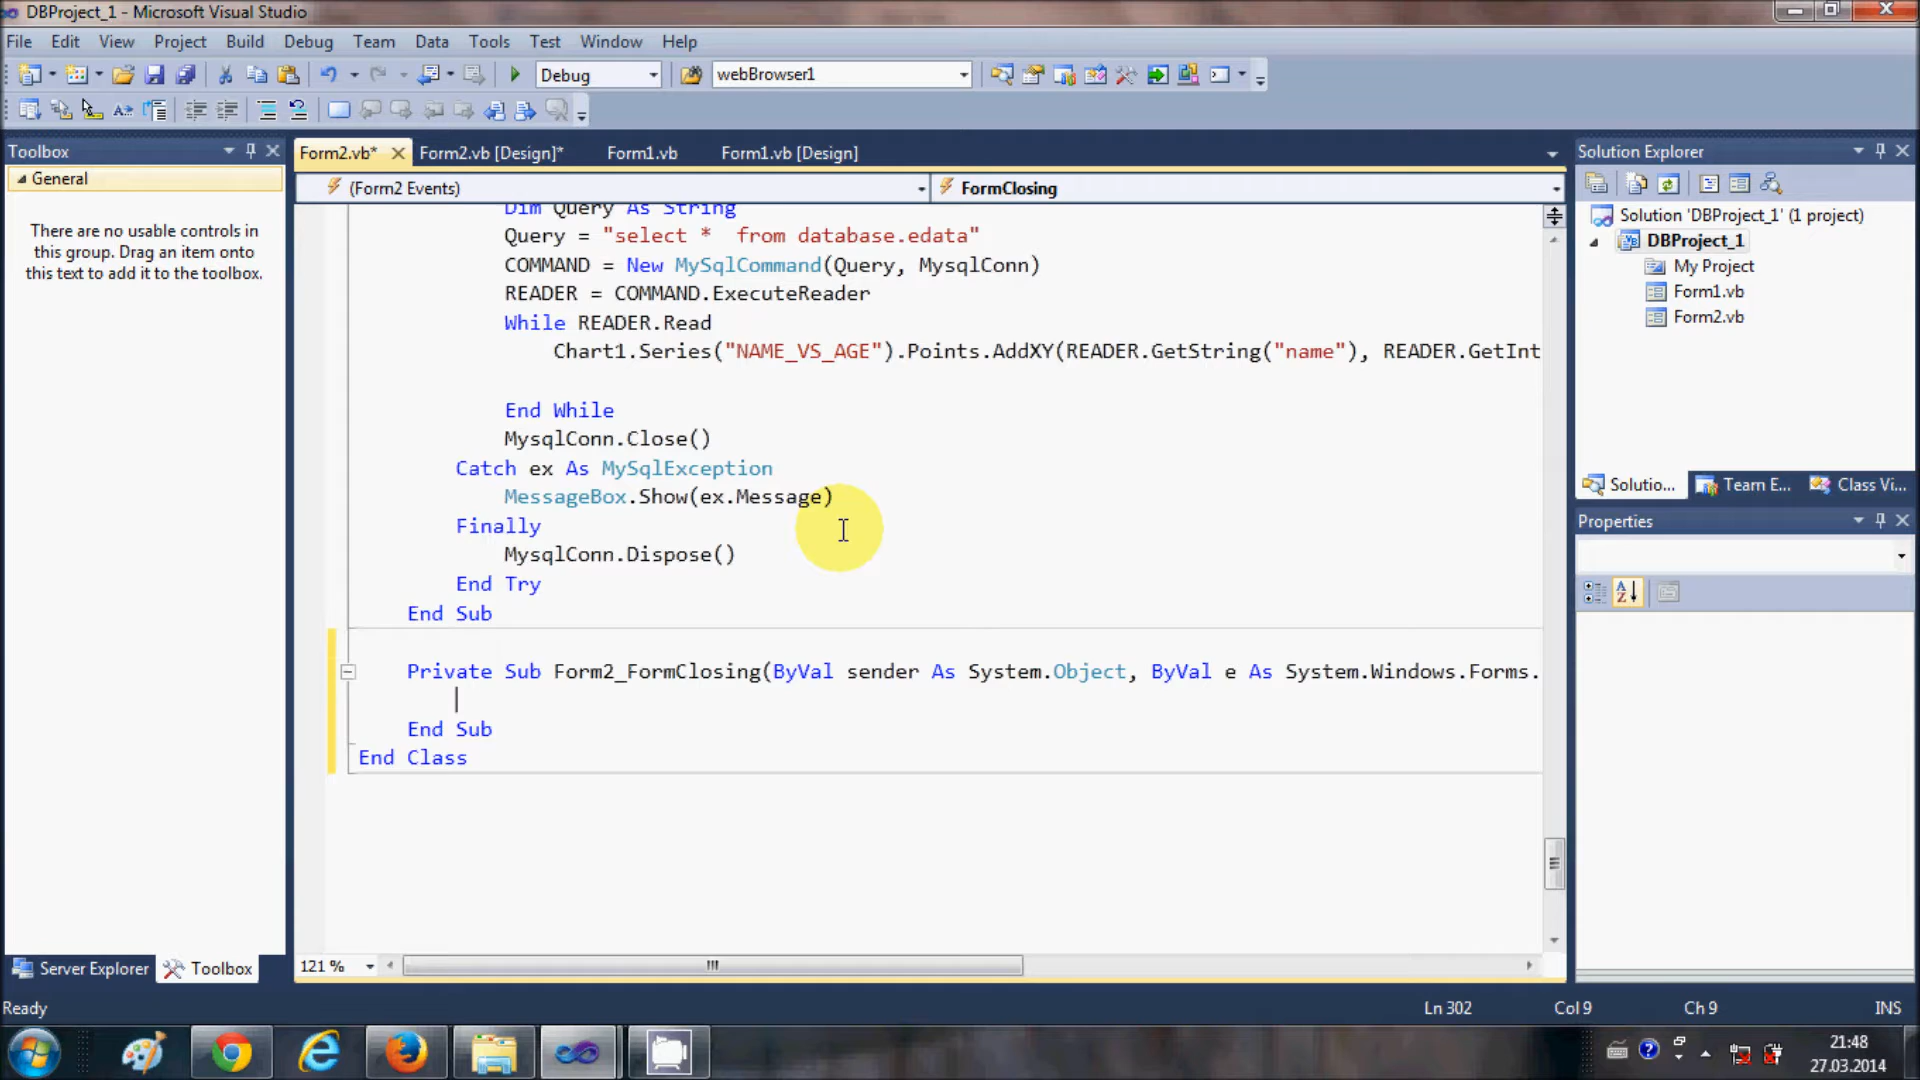 DBProject_1 - Microsoft Visual Studio
File Edit View Project Build Debug Team Data Tools Test Window Help
Debug webBrowser1
Toolbox
General
There are no usable controls in
this group. Drag an item onto
this text to add it to the toolbox.
Server Explorer Toolbox
Form2.vb* Form2.vb [Design]* Form1.vb Form1.vb [Design]
(Form2 Events) FormClosing
Dim Query As String
Query = "select *  from database.edata"
COMMAND = New MySqlCommand(Query, MysqlConn)
READER = COMMAND.ExecuteReader
While READER.Read
Chart1.Series("NAME_VS_AGE").Points.AddXY(READER.GetString("name"), READER.GetInt
End While
MysqlConn.Close()
Catch ex As MySqlException
MessageBox.Show(ex.Message)
Finally
MysqlConn.Dispose()
End Try
End Sub
Private Sub Form2_FormClosing(ByVal sender As System.Object, ByVal e As System.Windows.Forms.
End Sub
End Class
121 %
Solution Explorer
Solution 'DBProject_1' (1 project)
DBProject_1
My Project
Form1.vb
Form2.vb
Solutio... Team E... Class Vi...
Properties
Ready Ln 302 Col 9 Ch 9 INS
21:48
27.03.2014